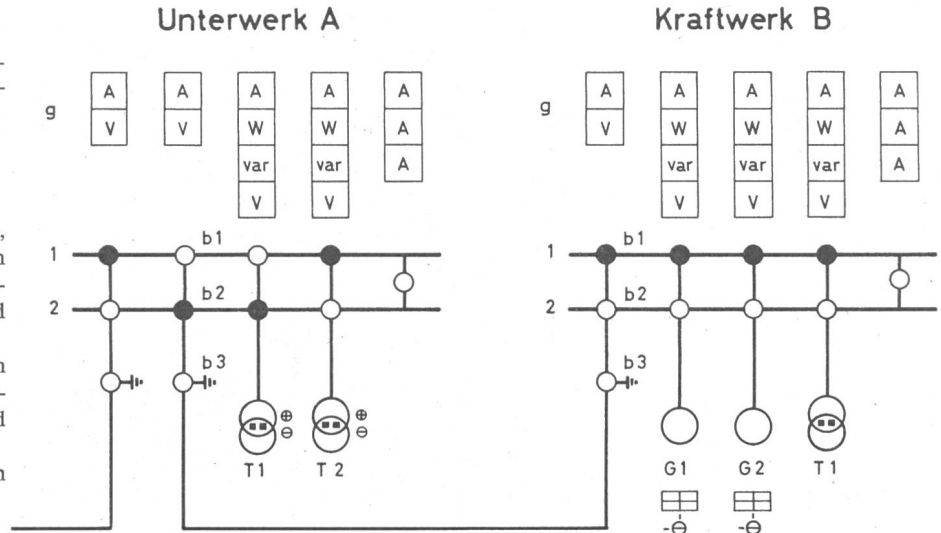 Unterwerk A Kraftwerk B
g A A A A A g A A A A A
V V W W A V W W W A
var var A var var var A
V V V V V
1 b1 1 b1
2 b2 2 b2
b3 b3
⊕ ⊕
⊖ ⊖
T1 T2 G1 G2 T1
-⊖ -⊖